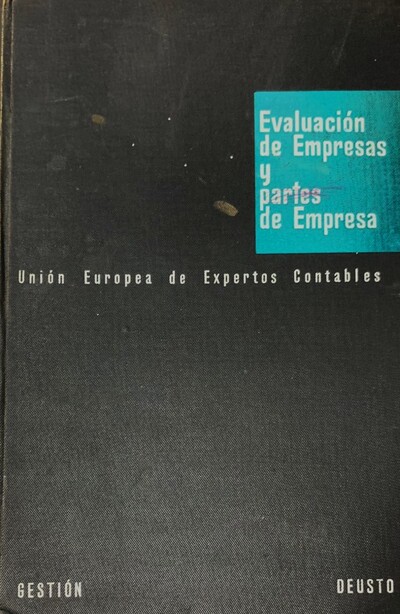 Evaluación
de Empresas
y
partes
de Empresa
Unión Europea de Expertos Contables
GESTIÓN
DEUSTO